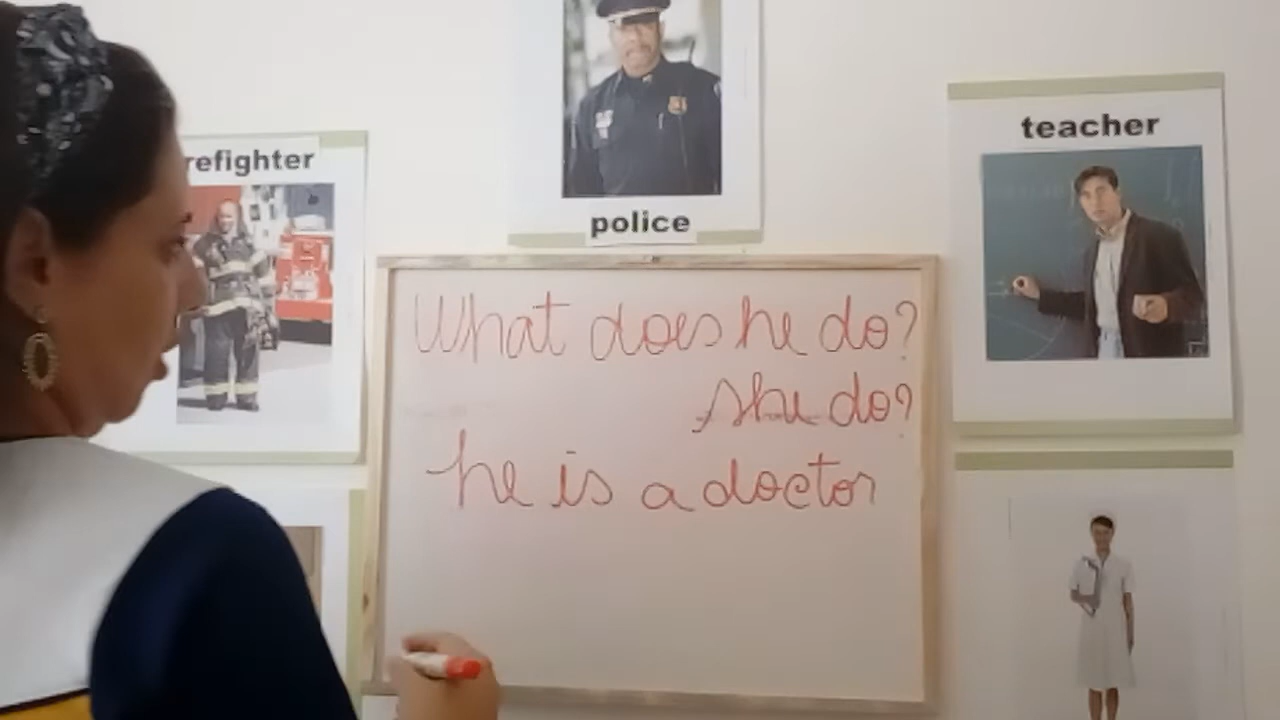 refighter
police
teacher
What does he do?
she do?
he is a doctor